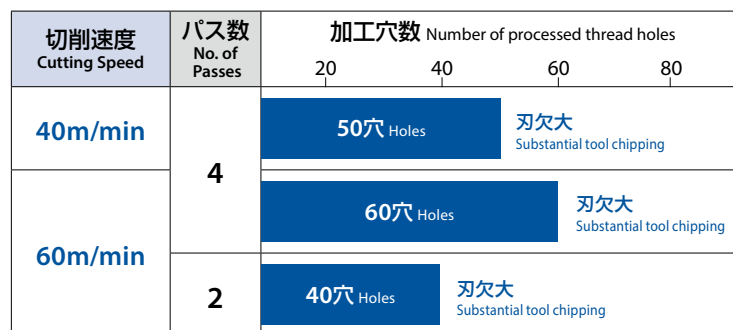 切削速度
Cutting Speed
パス数
No. of
Passes
加工穴数 Number of processed thread holes
20 40 60 80
40m/min
4
50穴 Holes
刃欠大
Substantial tool chipping
60m/min
60穴 Holes
刃欠大
Substantial tool chipping
2
40穴 Holes
刃欠大
Substantial tool chipping